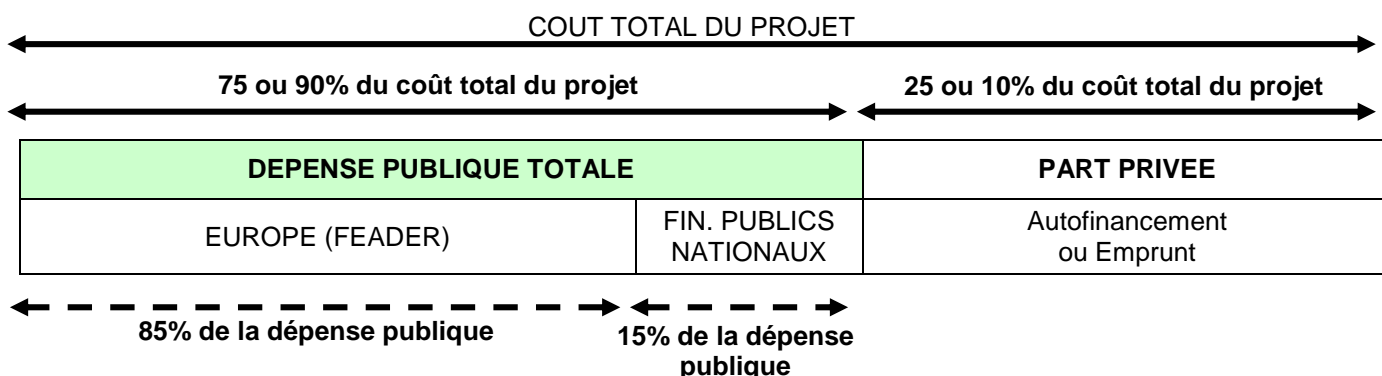 COUT TOTAL DU PROJET
75 ou 90% du coût total du projet
25 ou 10% du coût total du projet
DEPENSE PUBLIQUE TOTALE
PART PRIVEE
EUROPE (FEADER)
FIN. PUBLICS
NATIONAUX
Autofinancement
ou Emprunt
85% de la dépense publique
15% de la dépense
publique